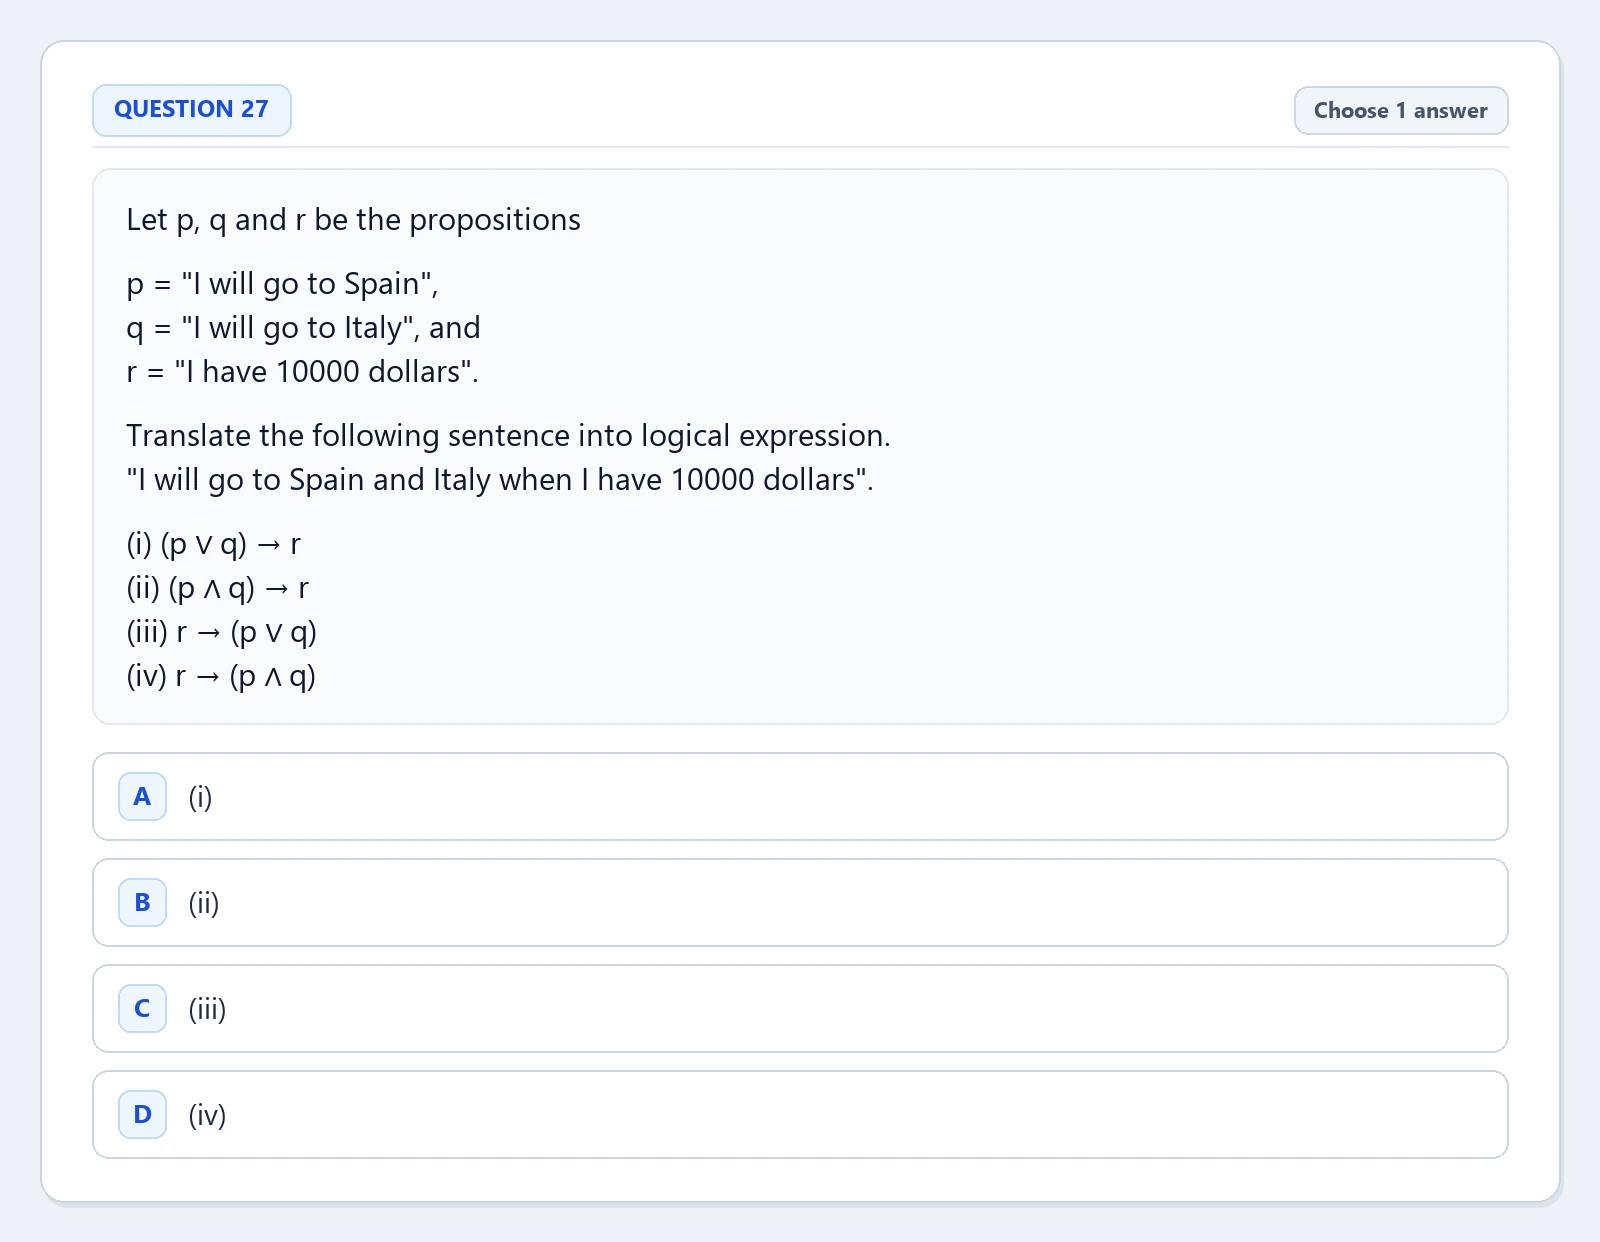 QUESTION 27
Choose 1 answer
Let p, q and r be the propositions
p = "I will go to Spain",
q = "I will go to Italy", and
r = "I have 10000 dollars".
Translate the following sentence into logical expression.
"I will go to Spain and Italy when I have 10000 dollars".
(i) (p ∨ q) → r
(ii) (p ∧ q) → r
(iii) r → (p ∨ q)
(iv) r → (p ∧ q)
A (i)
B (ii)
C (iii)
D (iv)